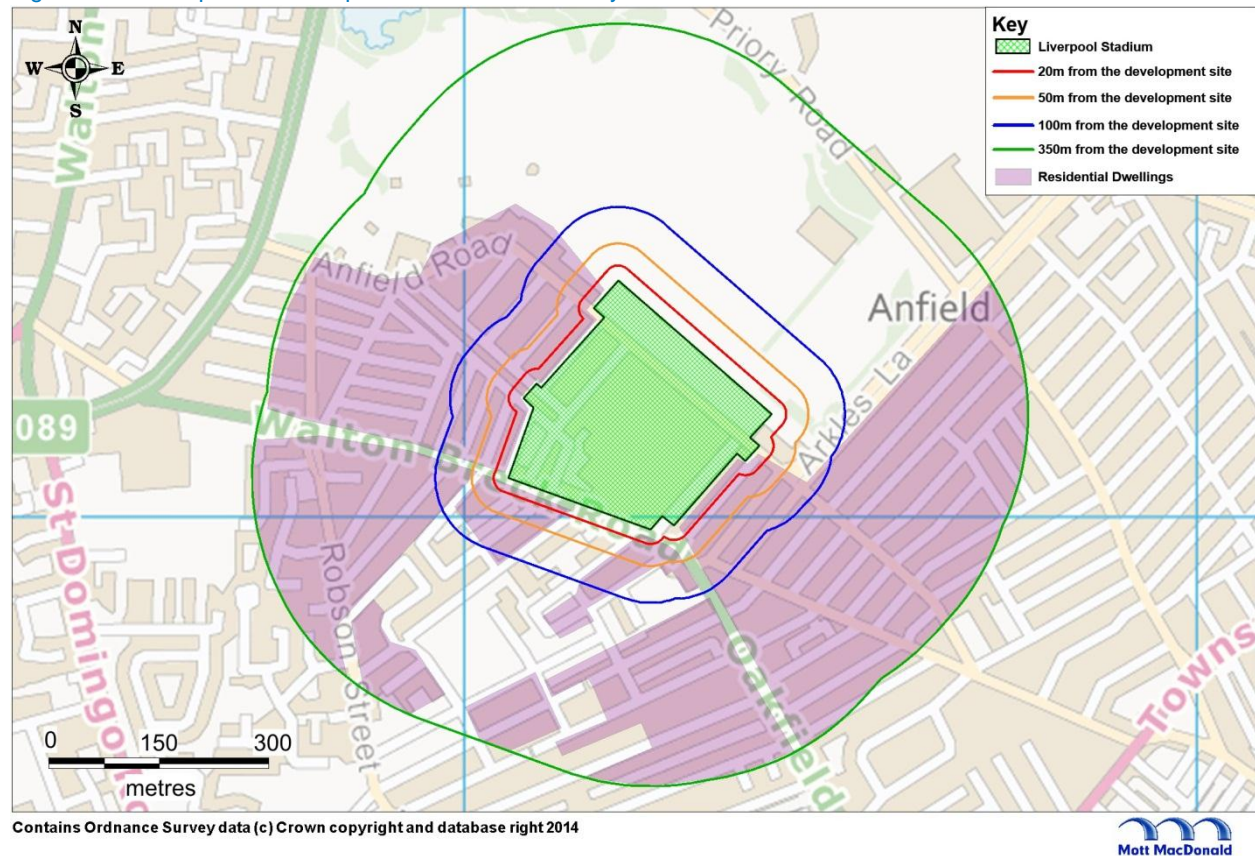 N
W E
S
Key
Liverpool Stadium
20m from the development site
50m from the development site
100m from the development site
350m from the development site
Residential Dwellings
Walton
Priory Road
Anfield Road
Anfield
Arkles La
089
Walton Breck Road
St. Domingo
Robson Street
Oakfield
Towns
0 150 300
metres
Contains Ordnance Survey data (c) Crown copyright and database right 2014
Mott MacDonald